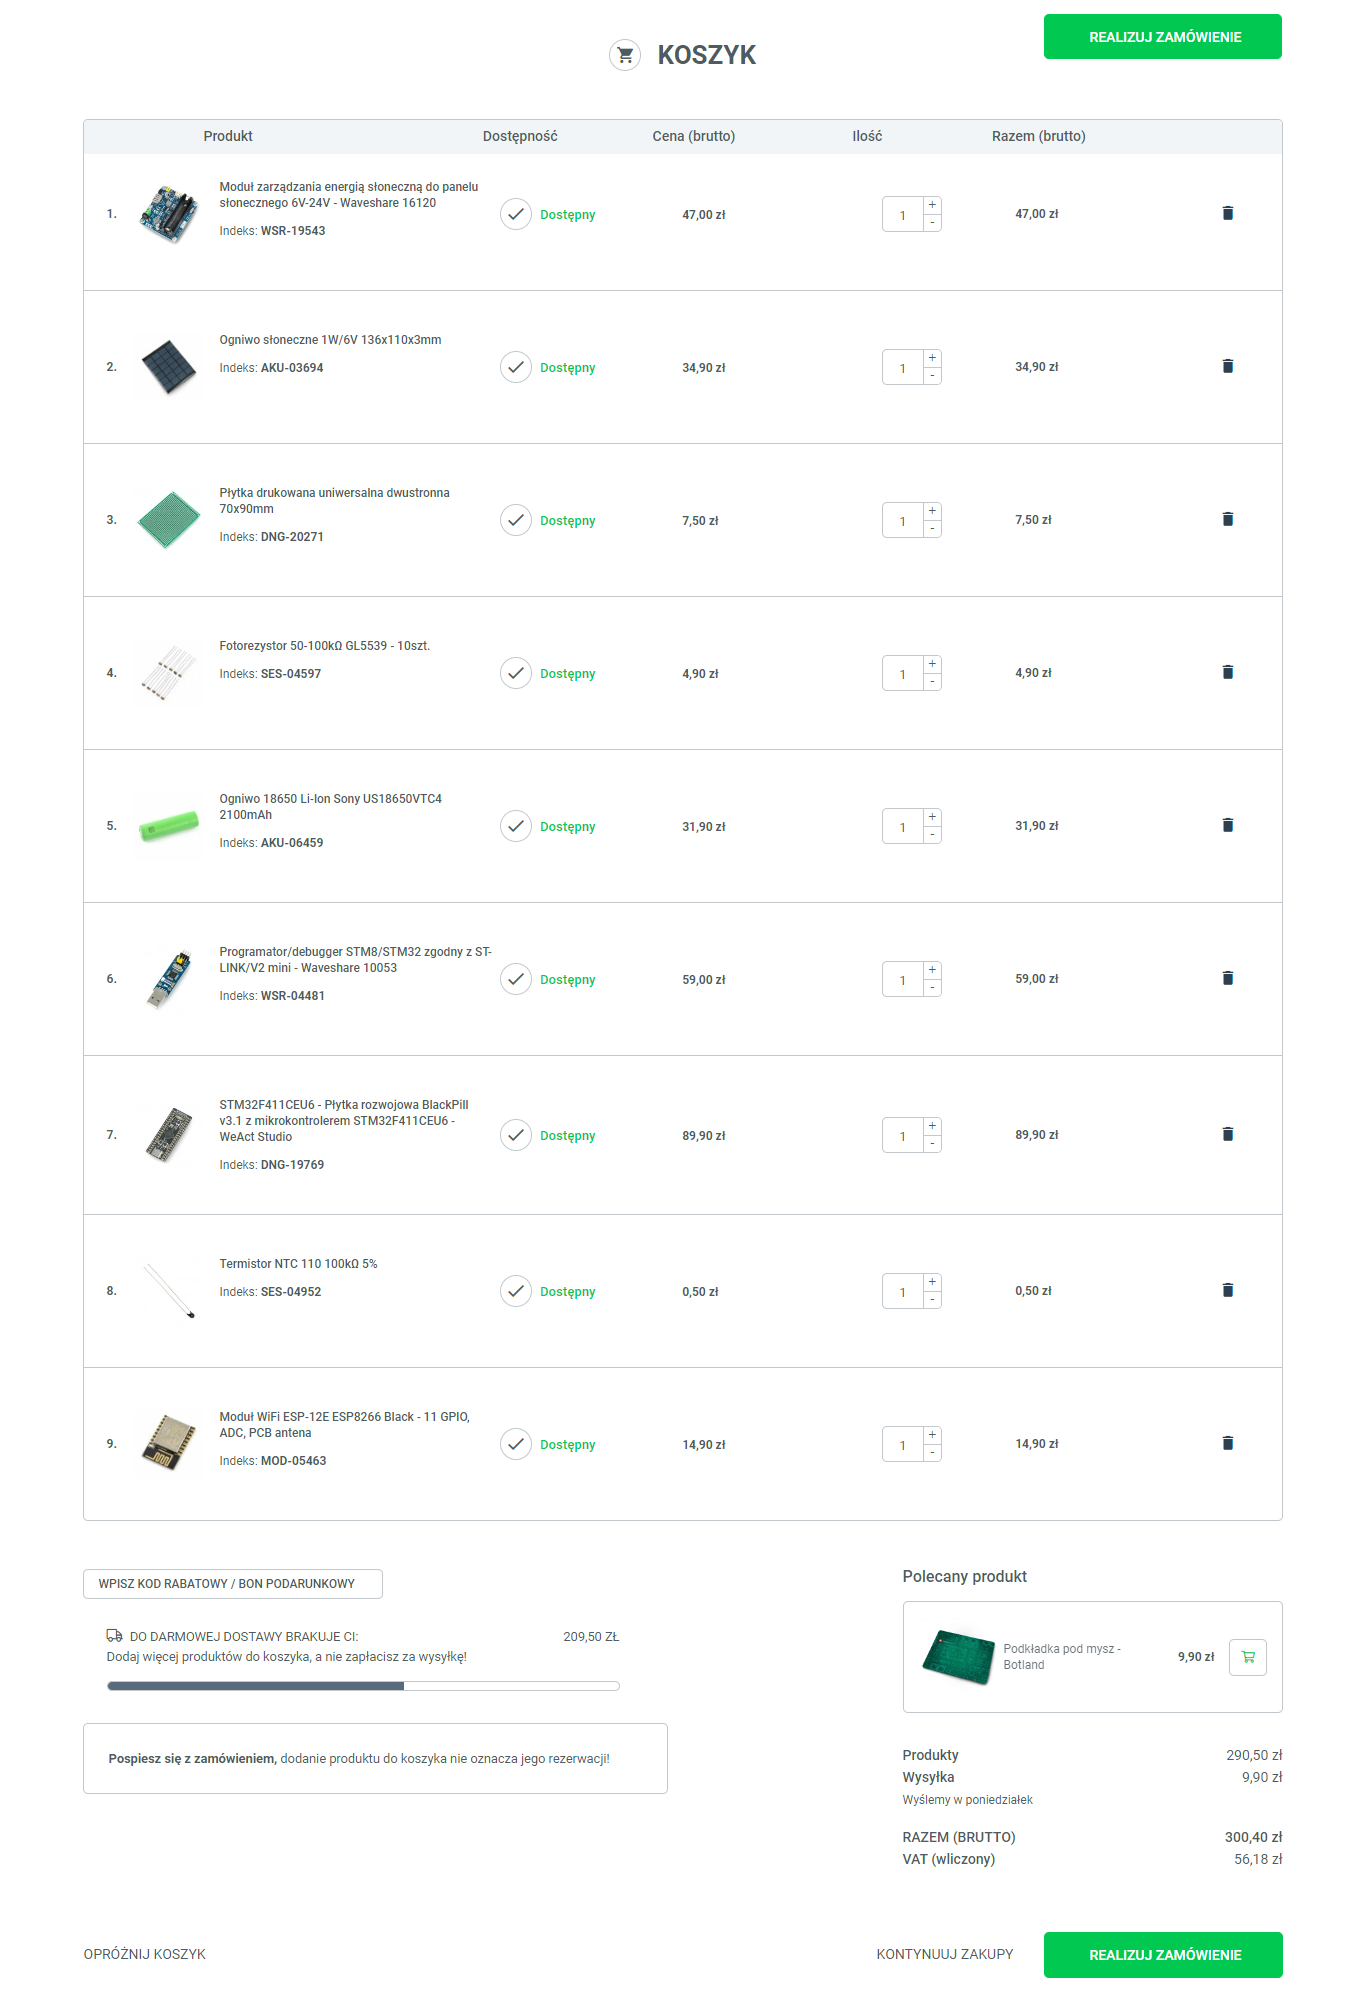 REALIZUJ ZAMÓWIENIE
KOSZYK
Produkt Dostępność Cena (brutto) Ilość Razem (brutto)
1. Moduł zarządzania energią słoneczną do panelu
słonecznego 6V-24V - Waveshare 16120
Indeks: WSR-19543
Dostępny 47,00 zł 1 + - 47,00 zł
2. Ogniwo słoneczne 1W/6V 136x110x3mm
Indeks: AKU-03694
Dostępny 34,90 zł 1 + - 34,90 zł
3. Płytka drukowana uniwersalna dwustronna
70x90mm
Indeks: DNG-20271
Dostępny 7,50 zł 1 + - 7,50 zł
4. Fotorezystor 50-100kΩ GL5539 - 10szt.
Indeks: SES-04597
Dostępny 4,90 zł 1 + - 4,90 zł
5. Ogniwo 18650 Li-Ion Sony US18650VTC4
2100mAh
Indeks: AKU-06459
Dostępny 31,90 zł 1 + - 31,90 zł
6. Programator/debugger STM8/STM32 zgodny z ST-
LINK/V2 mini - Waveshare 10053
Indeks: WSR-04481
Dostępny 59,00 zł 1 + - 59,00 zł
7. STM32F411CEU6 - Płytka rozwojowa BlackPill
v3.1 z mikrokontrolerem STM32F411CEU6 -
WeAct Studio
Indeks: DNG-19769
Dostępny 89,90 zł 1 + - 89,90 zł
8. Termistor NTC 110 100kΩ 5%
Indeks: SES-04952
Dostępny 0,50 zł 1 + - 0,50 zł
9. Moduł WiFi ESP-12E ESP8266 Black - 11 GPIO,
ADC, PCB antena
Indeks: MOD-05463
Dostępny 14,90 zł 1 + - 14,90 zł
WPISZ KOD RABATOWY / BON PODARUNKOWY
DO DARMOWEJ DOSTAWY BRAKUJE CI: 209,50 ZŁ
Dodaj więcej produktów do koszyka, a nie zapłacisz za wysyłkę!
Pospiesz się z zamówieniem, dodanie produktu do koszyka nie oznacza jego rezerwacji!
Polecany produkt
Podkładka pod mysz -
Botland
9,90 zł
Produkty 290,50 zł
Wysyłka 9,90 zł
Wyślemy w poniedziałek
RAZEM (BRUTTO) 300,40 zł
VAT (wliczony) 56,18 zł
OPRÓŻNIJ KOSZYK KONTYNUUJ ZAKUPY REALIZUJ ZAMÓWIENIE